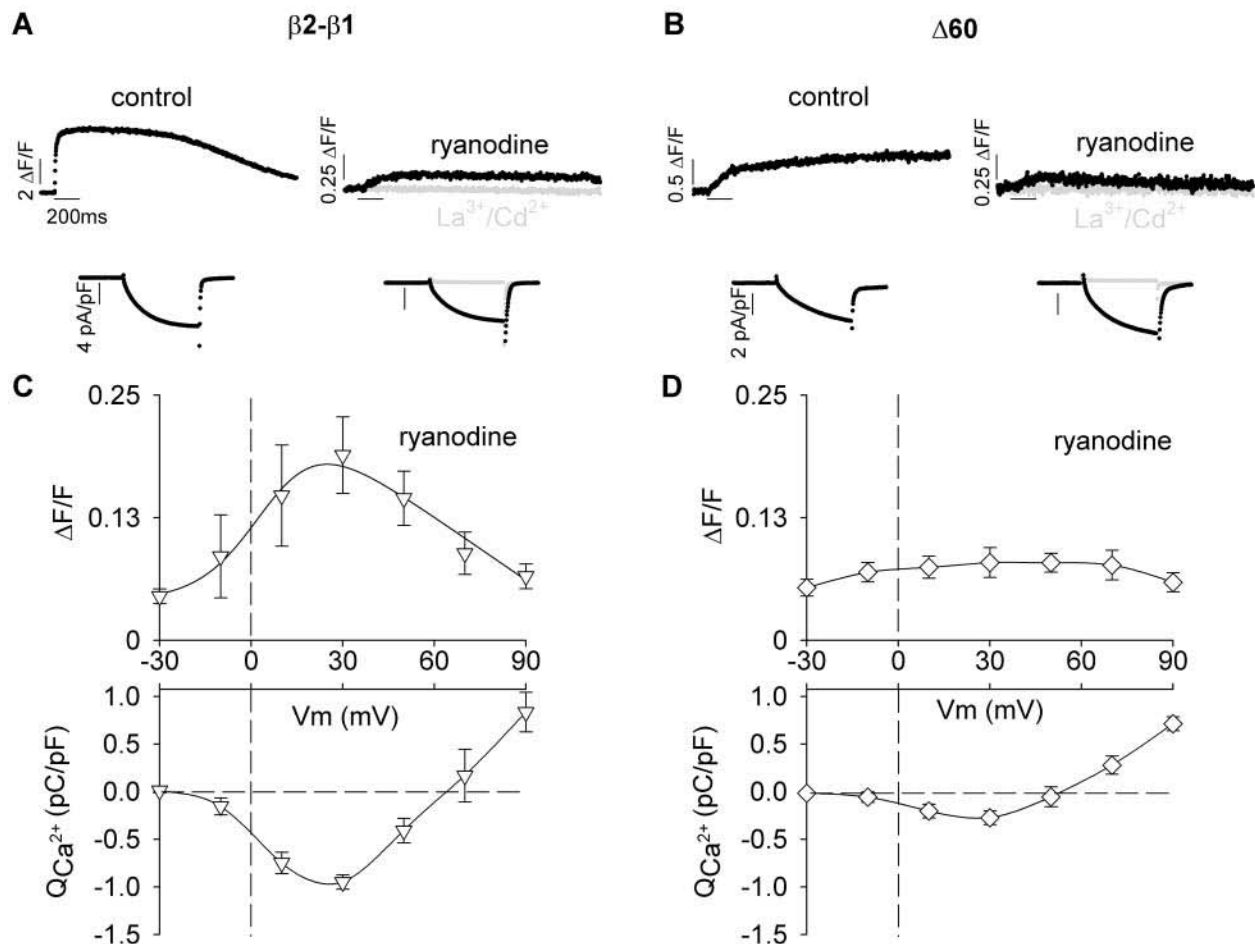 A
β2-β1
B
Δ60
control
2 ΔF/F
200ms
0.25 ΔF/F
ryanodine
La³⁺/Cd²⁺
control
0.5 ΔF/F
0.25 ΔF/F
ryanodine
La³⁺/Cd²⁺
4 pA/pF
2 pA/pF
C
0.25
ryanodine
ΔF/F
0.13
0
-30
0
30
60
90
1.0
Vm (mV)
0.5
0.0
-0.5
-1.0
-1.5
QCa²⁺ (pC/pF)
D
0.25
ryanodine
ΔF/F
0.13
0
-30
0
30
60
90
1.0
Vm (mV)
0.5
0.0
-0.5
-1.0
-1.5
QCa²⁺ (pC/pF)